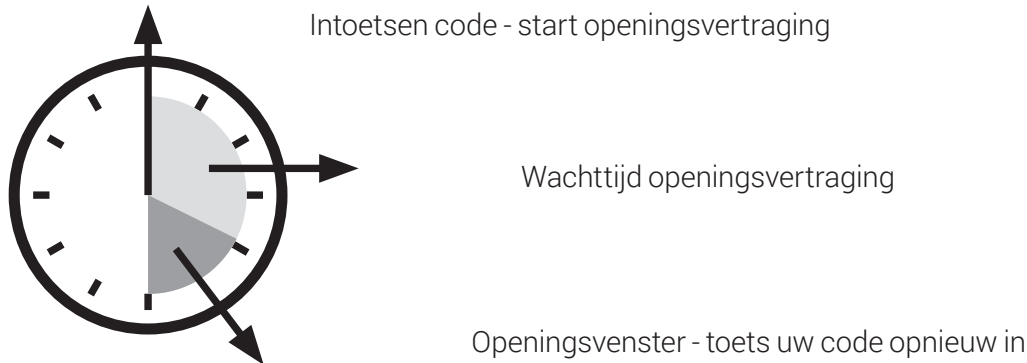 Intoetsen code - start openingsvertraging
Wachttijd openingsvertraging
Openingsvenster - toets uw code opnieuw in